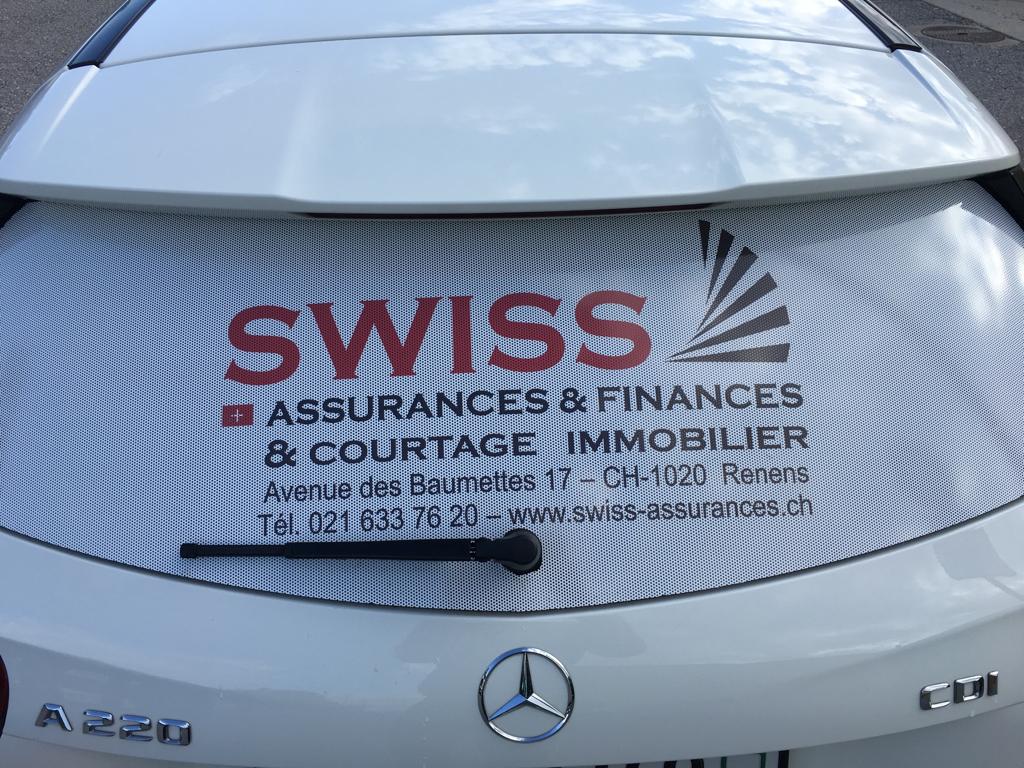 SWISS
ASSURANCES & FINANCES
& COURTAGE IMMOBILIER
Avenue des Baumettes 17 – CH-1020 Renens
Tél. 021 633 76 20 – www.swiss-assurances.ch
A 220
CDI